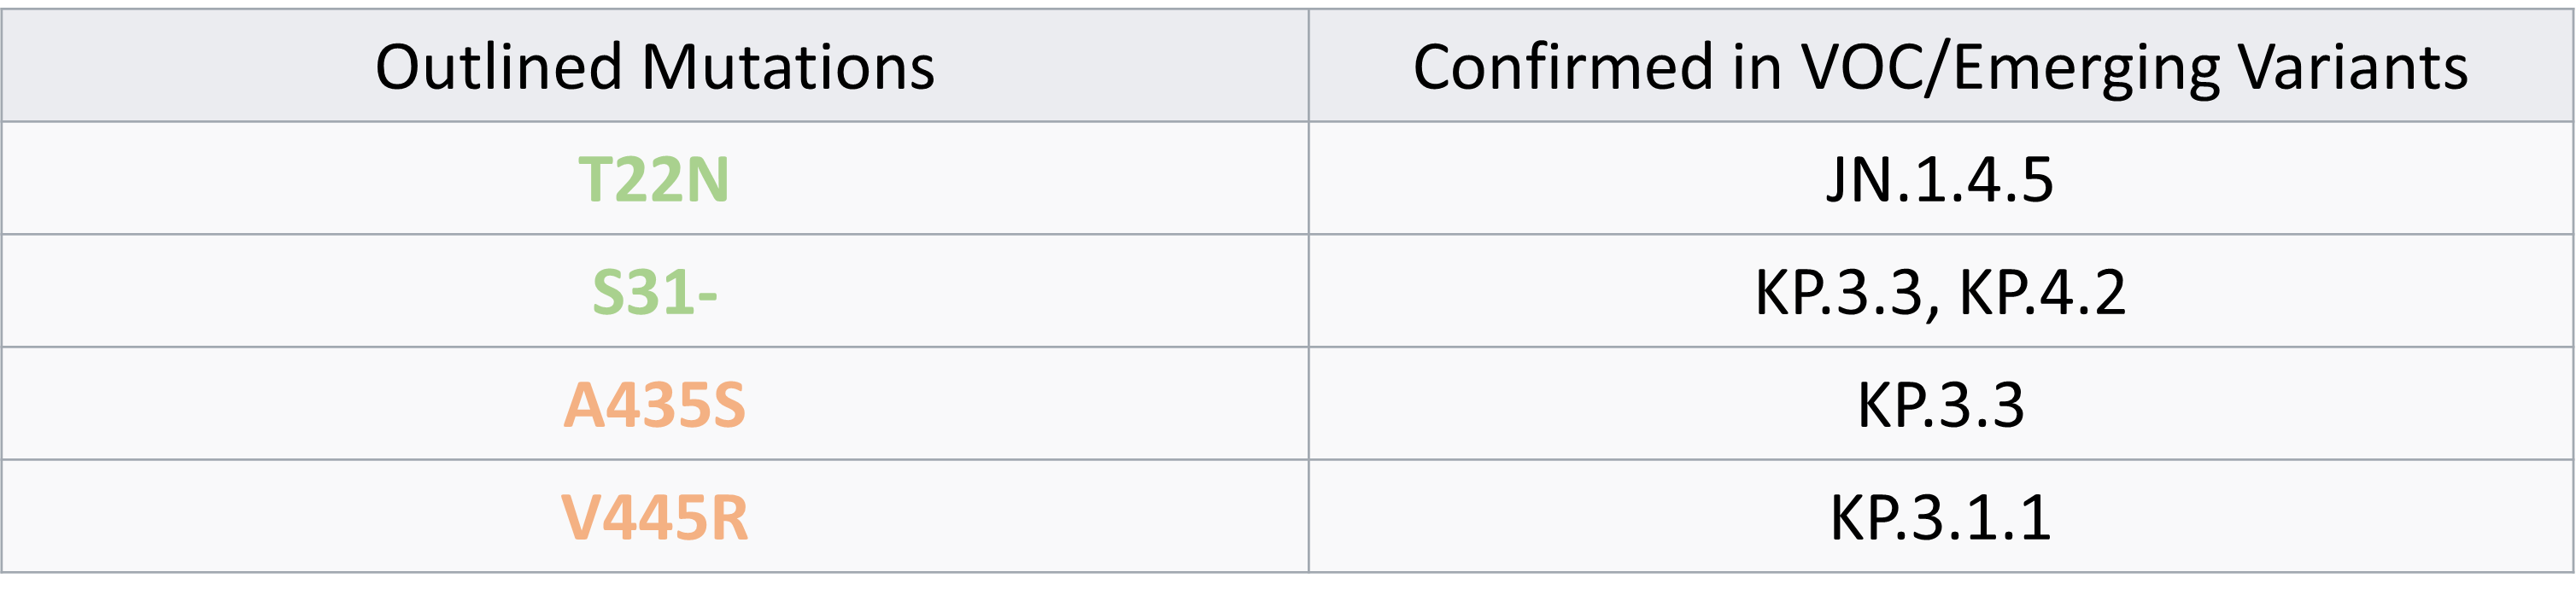 Outlined Mutations Confirmed in VOC/Emerging Variants
T22N JN.1.4.5
S31- KP.3.3, KP.4.2
A435S KP.3.3
V445R KP.3.1.1